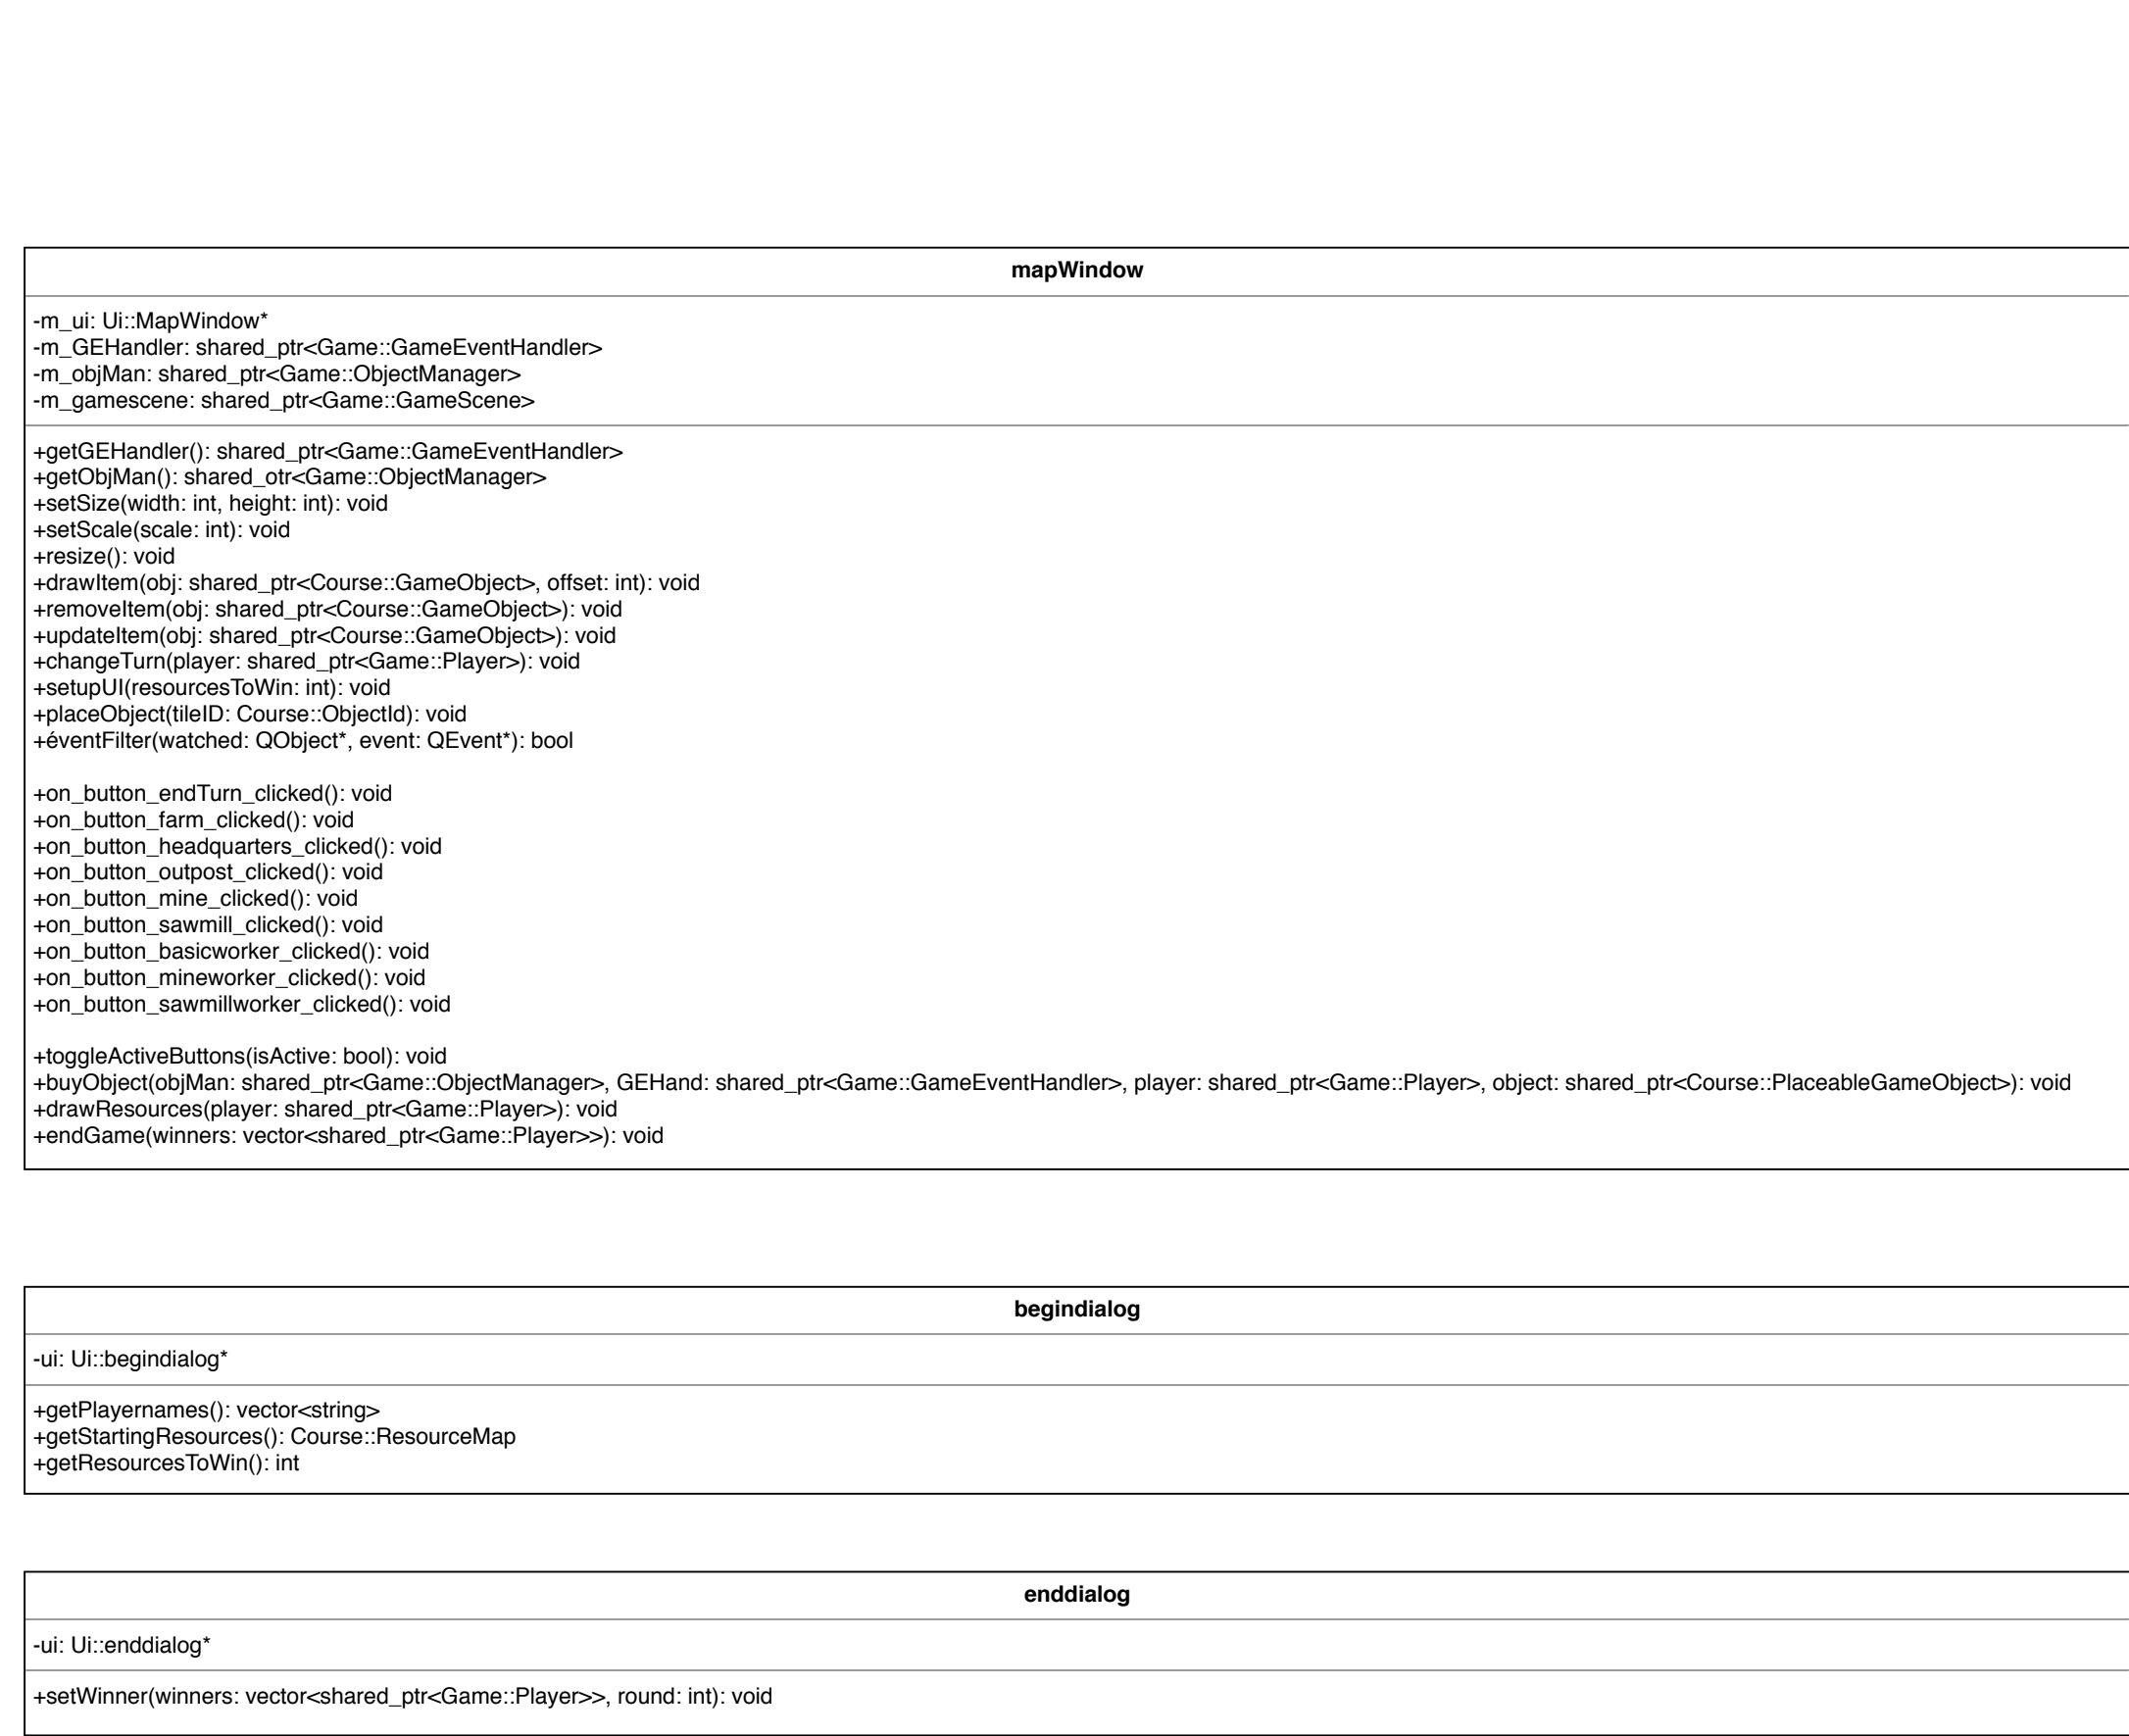 mapWindow
-m_ui: Ui::MapWindow*
-m_GEHandler: shared_ptr<Game::GameEventHandler>
-m_objMan: shared_ptr<Game::ObjectManager>
-m_gamescene: shared_ptr<Game::GameScene>
+getGEHandler(): shared_ptr<Game::GameEventHandler>
+getObjMan(): shared_otr<Game::ObjectManager>
+setSize(width: int, height: int): void
+setScale(scale: int): void
+resize(): void
+drawItem(obj: shared_ptr<Course::GameObject>, offset: int): void
+removeItem(obj: shared_ptr<Course::GameObject>): void
+updateItem(obj: shared_ptr<Course::GameObject>): void
+changeTurn(player: shared_ptr<Game::Player>): void
+setupUI(resourcesToWin: int): void
+placeObject(tileID: Course::ObjectId): void
+éventFilter(watched: QObject*, event: QEvent*): bool
+on_button_endTurn_clicked(): void
+on_button_farm_clicked(): void
+on_button_headquarters_clicked(): void
+on_button_outpost_clicked(): void
+on_button_mine_clicked(): void
+on_button_sawmill_clicked(): void
+on_button_basicworker_clicked(): void
+on_button_mineworker_clicked(): void
+on_button_sawmillworker_clicked(): void
+toggleActiveButtons(isActive: bool): void
+buyObject(objMan: shared_ptr<Game::ObjectManager>, GEHand: shared_ptr<Game::GameEventHandler>, player: shared_ptr<Game::Player>, object: shared_ptr<Course::PlaceableGameObject>): void
+drawResources(player: shared_ptr<Game::Player>): void
+endGame(winners: vector<shared_ptr<Game::Player>>): void
begindialog
-ui: Ui::begindialog*
+getPlayernames(): vector<string>
+getStartingResources(): Course::ResourceMap
+getResourcesToWin(): int
enddialog
-ui: Ui::enddialog*
+setWinner(winners: vector<shared_ptr<Game::Player>>, round: int): void